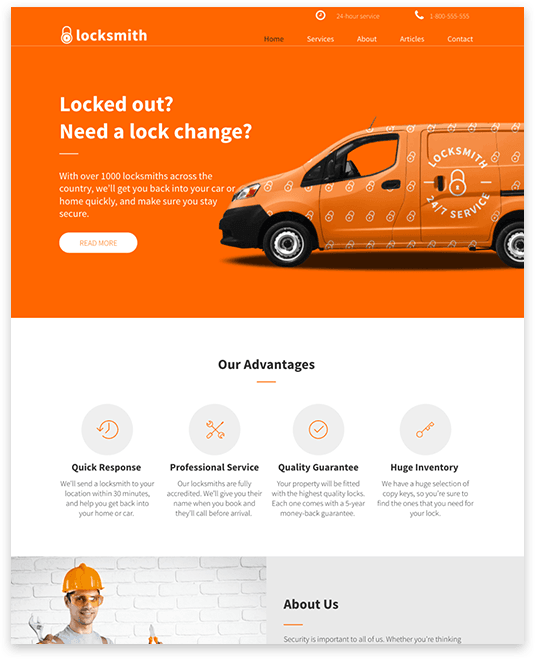 24-hour service
1-800-555-555
locksmith
Home Services About Articles Contact
Locked out?
Need a lock change?
With over 1000 locksmiths across the
country, we'll get you back into your car or
home quickly, and make sure you stay
secure.
READ MORE
LOCKSMITH
24/7 SERVICE
Our Advantages
Quick Response
We'll send a locksmith to your
location within 30 minutes,
and help you get back into
your home or car.
Professional Service
Our locksmiths are fully
accredited. We'll give you their
name when you book and
they'll call before arrival.
Quality Guarantee
Your property will be fitted
with the highest quality locks.
Each one comes with a 5-year
money-back guarantee.
Huge Inventory
We have a huge selection of
copy keys, so you're sure to
find the ones that you need for
your lock.
About Us
Security is important to all of us. Whether you're thinking